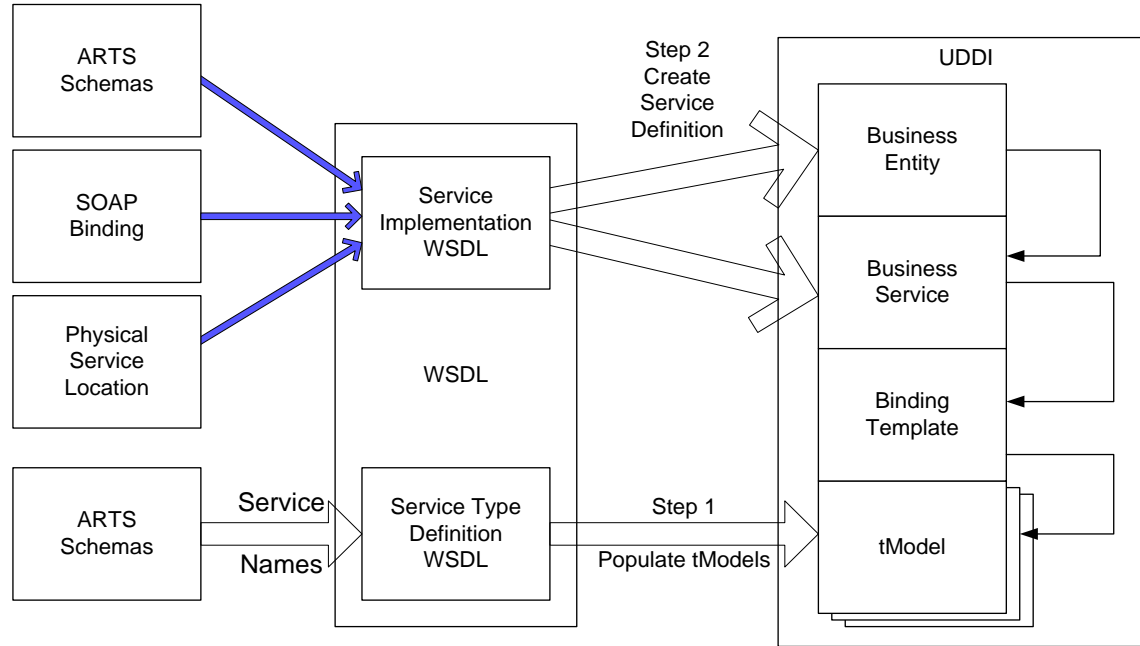 ARTS
Schemas
SOAP
Binding
Physical
Service
Location
ARTS
Schemas
Service
Names
Service
Implementation
WSDL
WSDL
Service Type
Definition
WSDL
Step 2
Create
Service
Definition
Step 1
Populate tModels
UDDI
Business
Entity
Business
Service
Binding
Template
tModel